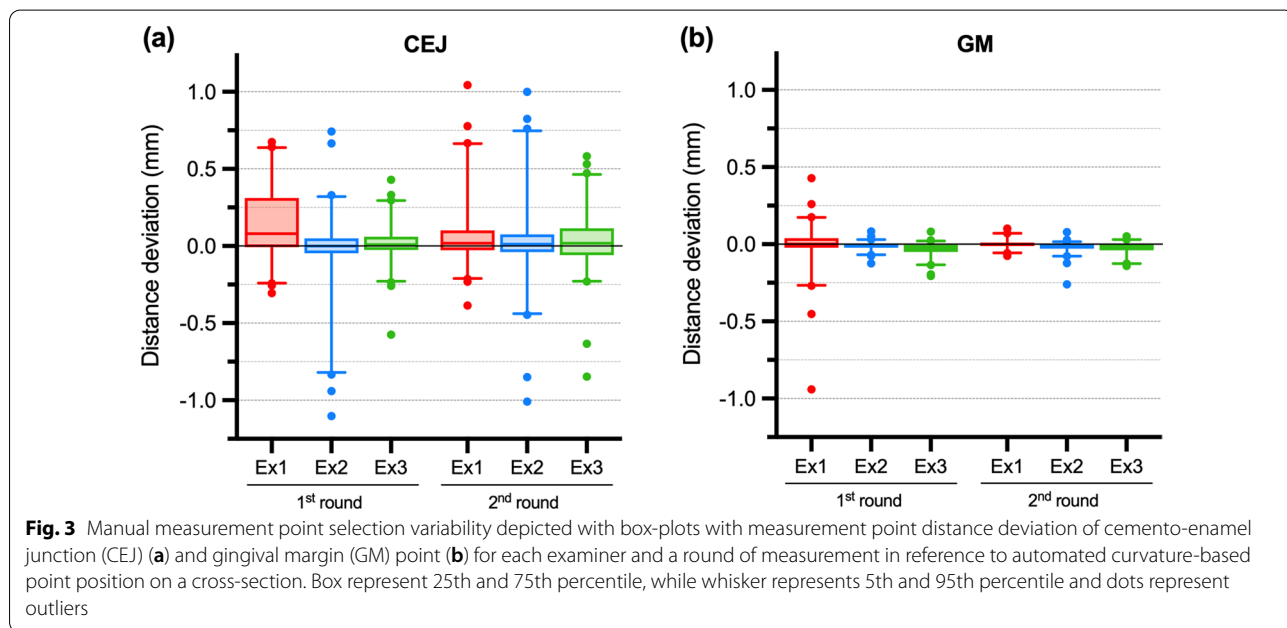 (a)
CEJ
Distance deviation (mm)
1.0
0.5
0.0
-0.5
-1.0
Ex1 Ex2 Ex3 Ex1 Ex2 Ex3
1st round 2nd round
(b)
GM
Distance deviation (mm)
1.0
0.5
0.0
-0.5
-1.0
Ex1 Ex2 Ex3 Ex1 Ex2 Ex3
1st round 2nd round
Fig. 3 Manual measurement point selection variability depicted with box-plots with measurement point distance deviation of cemento-enamel
junction (CEJ) (a) and gingival margin (GM) point (b) for each examiner and a round of measurement in reference to automated curvature-based
point position on a cross-section. Box represent 25th and 75th percentile, while whisker represents 5th and 95th percentile and dots represent
outliers